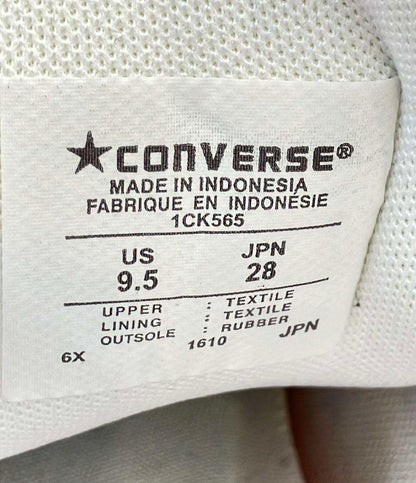 ★CONVERSE®
MADE IN INDONESIA
FABRIQUE EN INDONÉSIE
1CK565
US JPN
9.5 28
UPPER : TEXTILE
LINING : TEXTILE
OUTSOLE : RUBBER
6X 1610 JPN